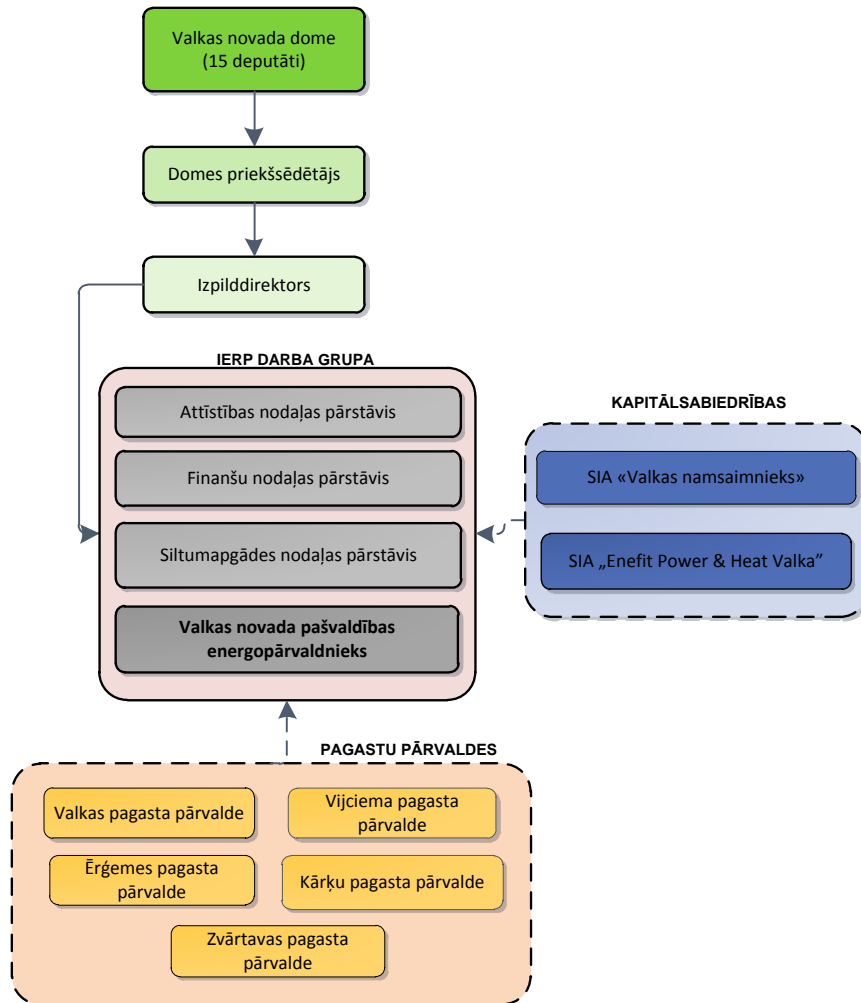 Valkas novada dome
(15 deputāti)
Domes priekšsēdētājs
Izpilddirektors
IERP DARBA GRUPA
Attīstības nodaļas pārstāvis
Finanšu nodaļas pārstāvis
Siltumapgādes nodaļas pārstāvis
Valkas novada pašvaldības
energopārvaldnieks
KAPITĀLSABIEDRĪBAS
SIA «Valkas namsaimnieks»
SIA „Enefit Power & Heat Valka”
PAGASTU PĀRVALDES
Valkas pagasta pārvalde
Vijciema pagasta
pārvalde
Ērģemes pagasta
pārvalde
Kārķu pagasta pārvalde
Zvārtavas pagasta
pārvalde